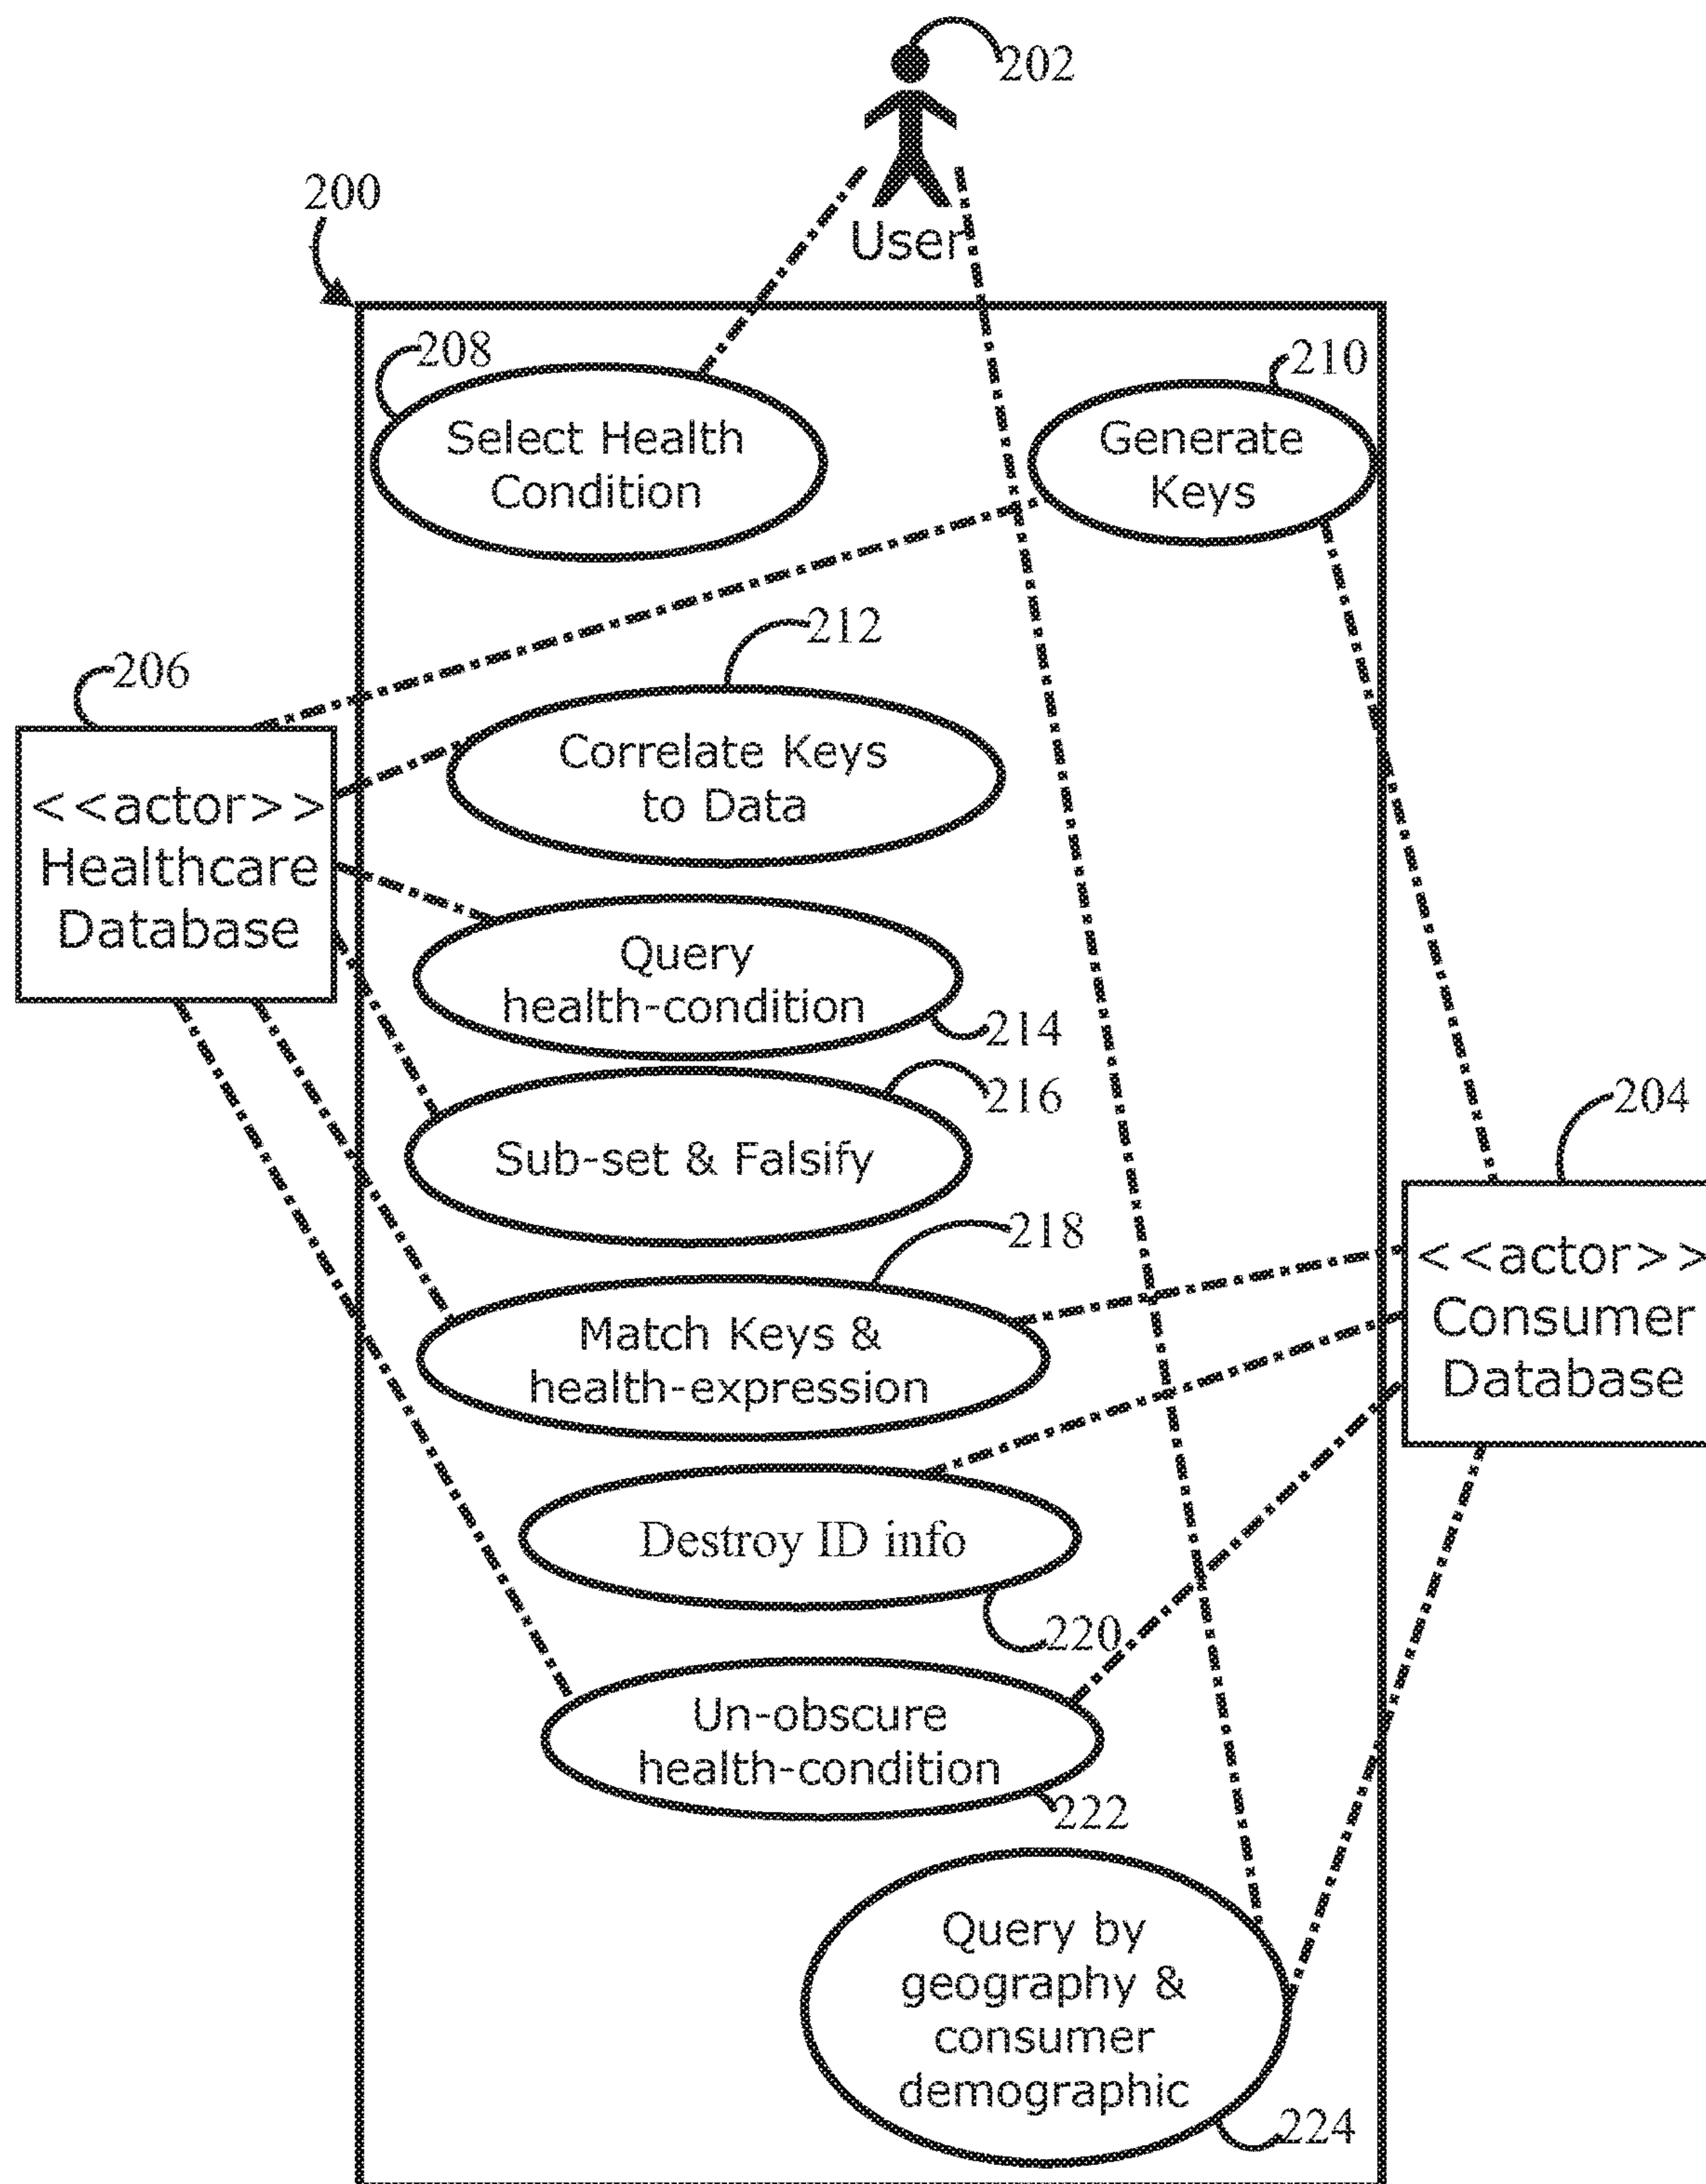 202
User
200
208
Select Health
Condition
210
Generate
Keys
212
206
Correlate Keys
to Data
<<actor>>
Healthcare
Database
Query
health-condition
214
216
Sub-set & Falsify
204
218
<<actor>>
Consumer
Database
Match Keys &
health-expression
Destroy ID info
220
Un-obscure
health-condition
222
Query by
geography &
consumer
demographic
224